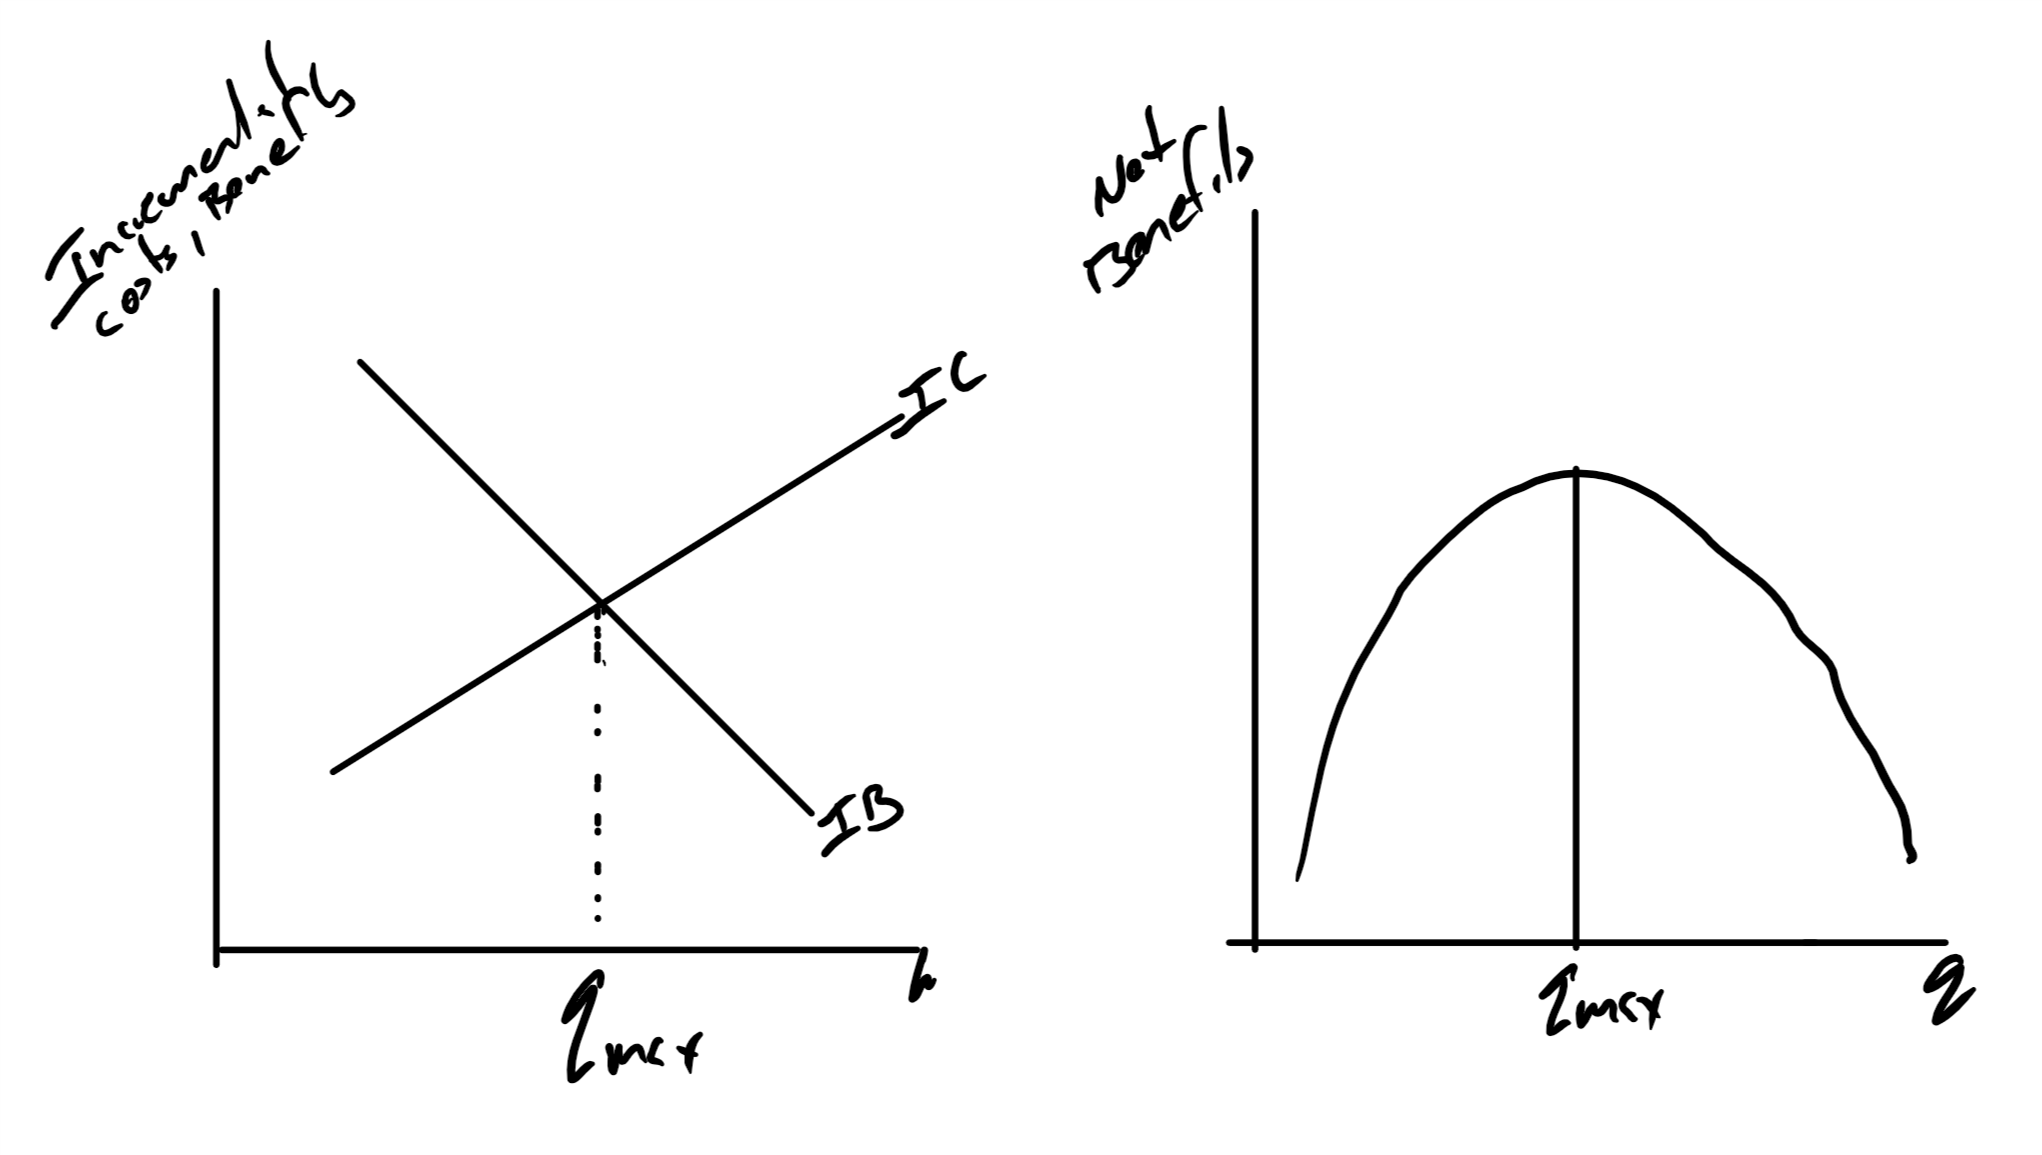 Incremental
costs, Benefits
IC
IB
qmax
Net
Benefits
qmax
q